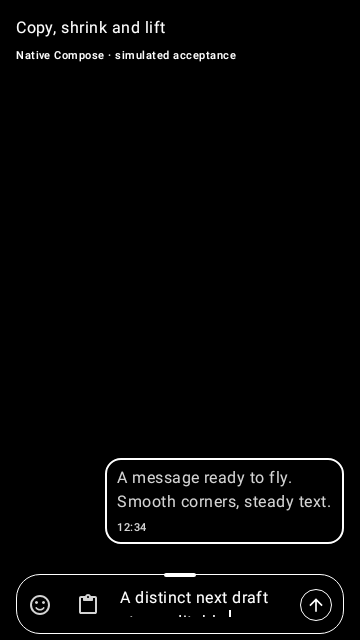 Copy, shrink and lift
Native Compose · simulated acceptance
A message ready to fly.
Smooth corners, steady text.
12:34
A distinct next draft